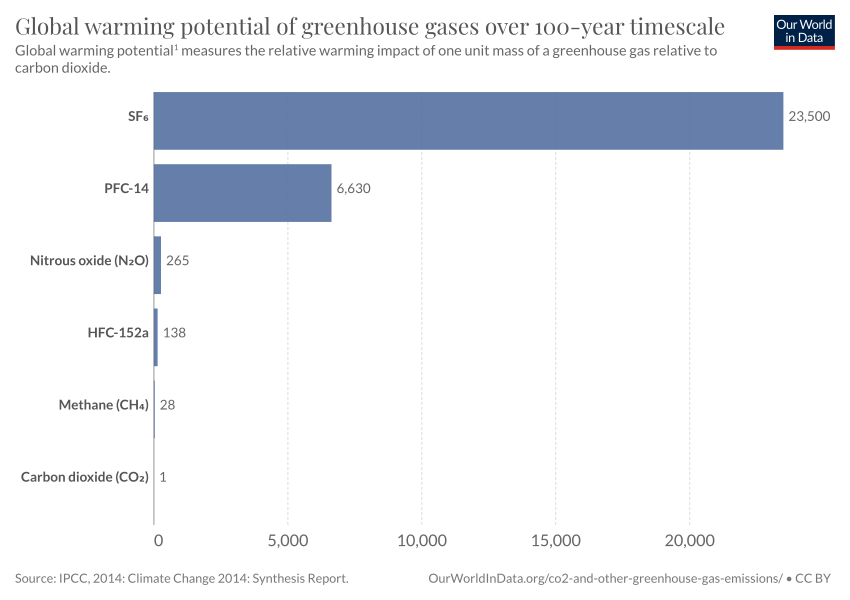 Global warming potential of greenhouse gases over 100-year timescale
Our World
in Data
Global warming potential¹ measures the relative warming impact of one unit mass of a greenhouse gas relative to
carbon dioxide.
SF₆ 23,500
PFC-14 6,630
Nitrous oxide (N₂O) 265
HFC-152a 138
Methane (CH₄) 28
Carbon dioxide (CO₂) 1
0 5,000 10,000 15,000 20,000
Source: IPCC, 2014: Climate Change 2014: Synthesis Report. OurWorldInData.org/co2-and-other-greenhouse-gas-emissions/ • CC BY